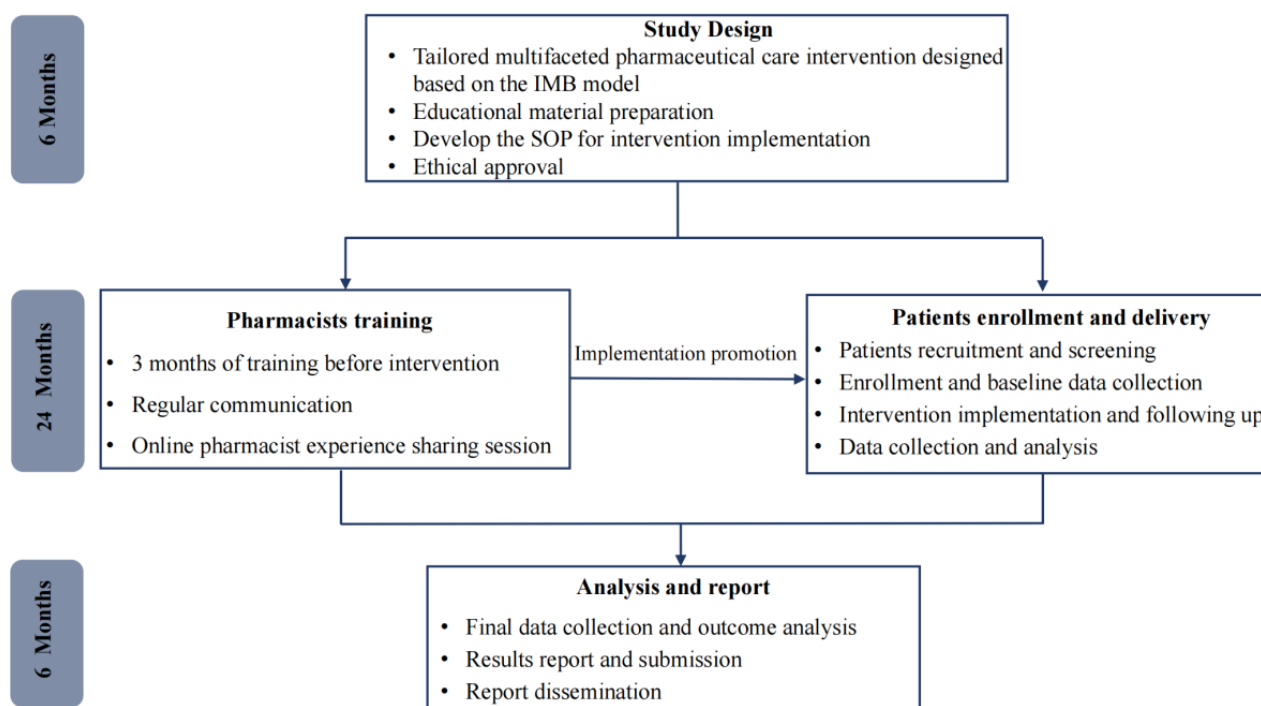 6 Months
Study Design
• Tailored multifaceted pharmaceutical care intervention designed
based on the IMB model
• Educational material preparation
• Develop the SOP for intervention implementation
• Ethical approval
24 Months
Pharmacists training
• 3 months of training before intervention
• Regular communication
• Online pharmacist experience sharing session
Implementation promotion
Patients enrollment and delivery
• Patients recruitment and screening
• Enrollment and baseline data collection
• Intervention implementation and following up
• Data collection and analysis
6 Months
Analysis and report
• Final data collection and outcome analysis
• Results report and submission
• Report dissemination